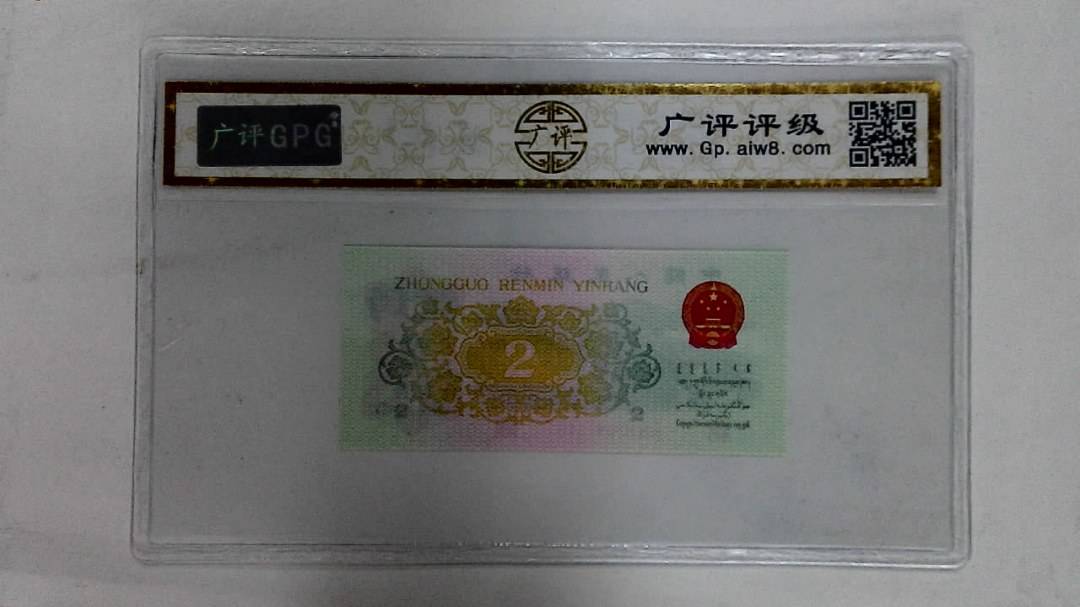 广评GPG
广评
广评评级
www. Gp. aiw8. com
ZHONGGUO RENMIN YINHANG
2
2
2